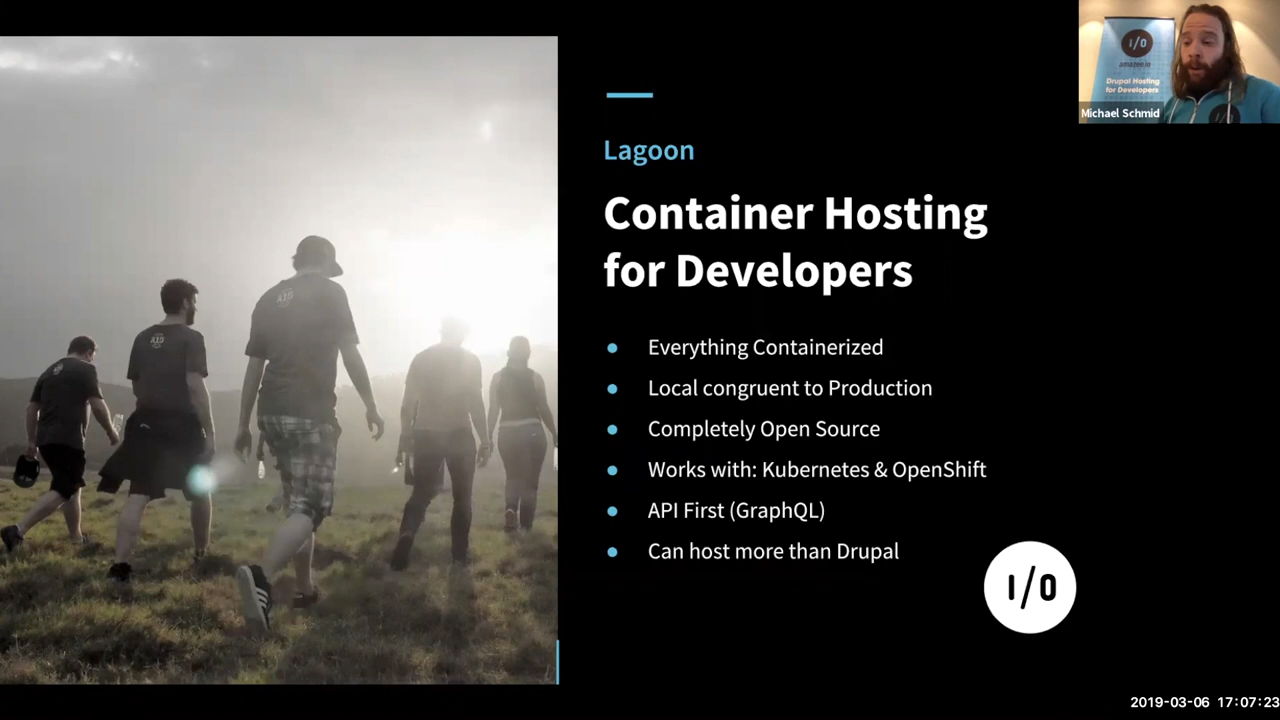 Lagoon
Container Hosting
for Developers
Everything Containerized
Local congruent to Production
Completely Open Source
Works with: Kubernetes & OpenShift
API First (GraphQL)
Can host more than Drupal
I/O
I/O
amazee.io
Drupal Hosting
for Developers
Michael Schmid
2019-03-06 17:07:23